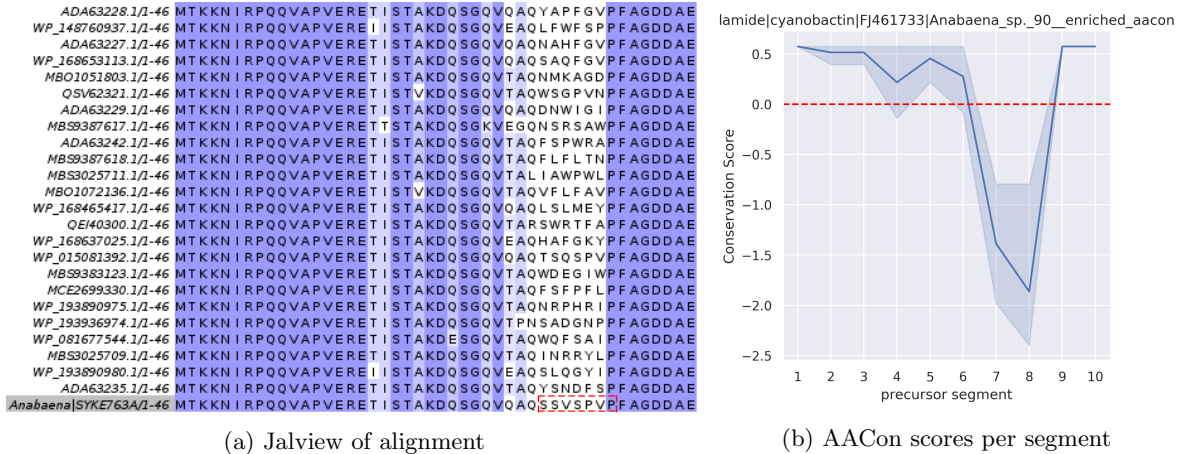 ADA63228.1/1-46 MTKKNIRPQQVAPVERETISTAKDQSGQVQAQYAPFGVPFAGDDAE
WP_148760937.1/1-46 MTKKNIRPQQVAPVEREIISTAKDQSGQVEAQLFWFSPPFAGDDAE
ADA63227.1/1-46 MTKKNIRPQQVAPVERETISTAKDQSGQVQAQNAHFGVPFAGDDAE
WP_168653113.1/1-46 MTKKNIRPQQVAPVERETISTAKDQSGQVQAQSAQFGVPFAGDDAE
MBO1051803.1/1-46 MTKKNIRPQQVAPVERETISTAKDQSGQVTAQNMKAGDPFAGDDAE
QSV62321.1/1-46 MTKKNIRPQQVAPVERETISTVKDQSGQVTAQWSGPVNPFAGDDAE
ADA63229.1/1-46 MTKKNIRPQQVAPVERETISTAKDQSGQVQAQDNWIGIPFAGDDAE
MBS9387617.1/1-46 MTKKNIRPQQVAPVERETTSTAKDQSGKVEGQNSRSAWPFAGDDAE
ADA63242.1/1-46 MTKKNIRPQQVAPVERETISTAKDQSGQVTAQFSPWRAPFAGDDAE
MBS9387618.1/1-46 MTKKNIRPQQVAPVERETISTAKDQSGQVTAQFLFLTNPFAGDDAE
MBS3025711.1/1-46 MTKKNIRPQQVAPVERETISTAKDQSGQVTALIAWPWLPFAGDDAE
MBO1072136.1/1-46 MTKKNIRPQQVAPVERETISTVKDQSGQVTAQVFLFAVPFAGDDAE
WP_168465417.1/1-46 MTKKNIRPQQVAPVERETISTAKDQSGQVQAQLSLMEYPFAGDDAE
QEI40300.1/1-46 MTKKNIRPQQVAPVERETISTAKDQSGQVTARSWRTFAPFAGDDAE
WP_168637025.1/1-46 MTKKNIRPQQVAPVERETISTAKDQSGQVEAQHAFGKYPFAGDDAE
WP_015081392.1/1-46 MTKKNIRPQQVAPVERETISTAKDQSGQVQAQTSQSPVPFAGDDAE
MBS9383123.1/1-46 MTKKNIRPQQVAPVERETISTAKDQSGQVTAQWDEGIWPFAGDDAE
MCE2699330.1/1-46 MTKKNIRPQQVAPVERETISTAKDQSGQVTAQFSFPFLPFAGDDAE
WP_193890975.1/1-46 MTKKNIRPQQVAPVERETISTAKDQSGQVTAQNRPHRIPFAGDDAE
WP_193936974.1/1-46 MTKKNIRPQQVAPVERETISTAKDQSGQVTPNSADGNPPFAGDDAE
WP_081677544.1/1-46 MTKKNIRPQQVAPVERETISTAKDESGQVTAQWQFSAIPFAGDDAE
MBS3025709.1/1-46 MTKKNIRPQQVAPVERETISTAKDQSGQVTAQINRRYLPFAGDDAE
WP_193890980.1/1-46 MTKKNIRPQQVAPVEREIISTAKDQSGQVEAQSLQGYIPFAGDDAE
ADA63235.1/1-46 MTKKNIRPQQVAPVERETISTAKDQSGQVTAQYSNDFSPFAGDDAE
Anabaena|SYKE763A/1-46 MTKKNIRPQQVAPVERETISTAKDQSGQVQAQSSVSPVPFAGDDAE
(a) Jalview of alignment
lamide|cyanobactin|FJ461733|Anabaena_sp._90__enriched_aacon
Conservation Score
0.5
0.0
−0.5
−1.0
−1.5
−2.0
−2.5
1 2 3 4 5 6 7 8 9 10
precursor segment
(b) AACon scores per segment